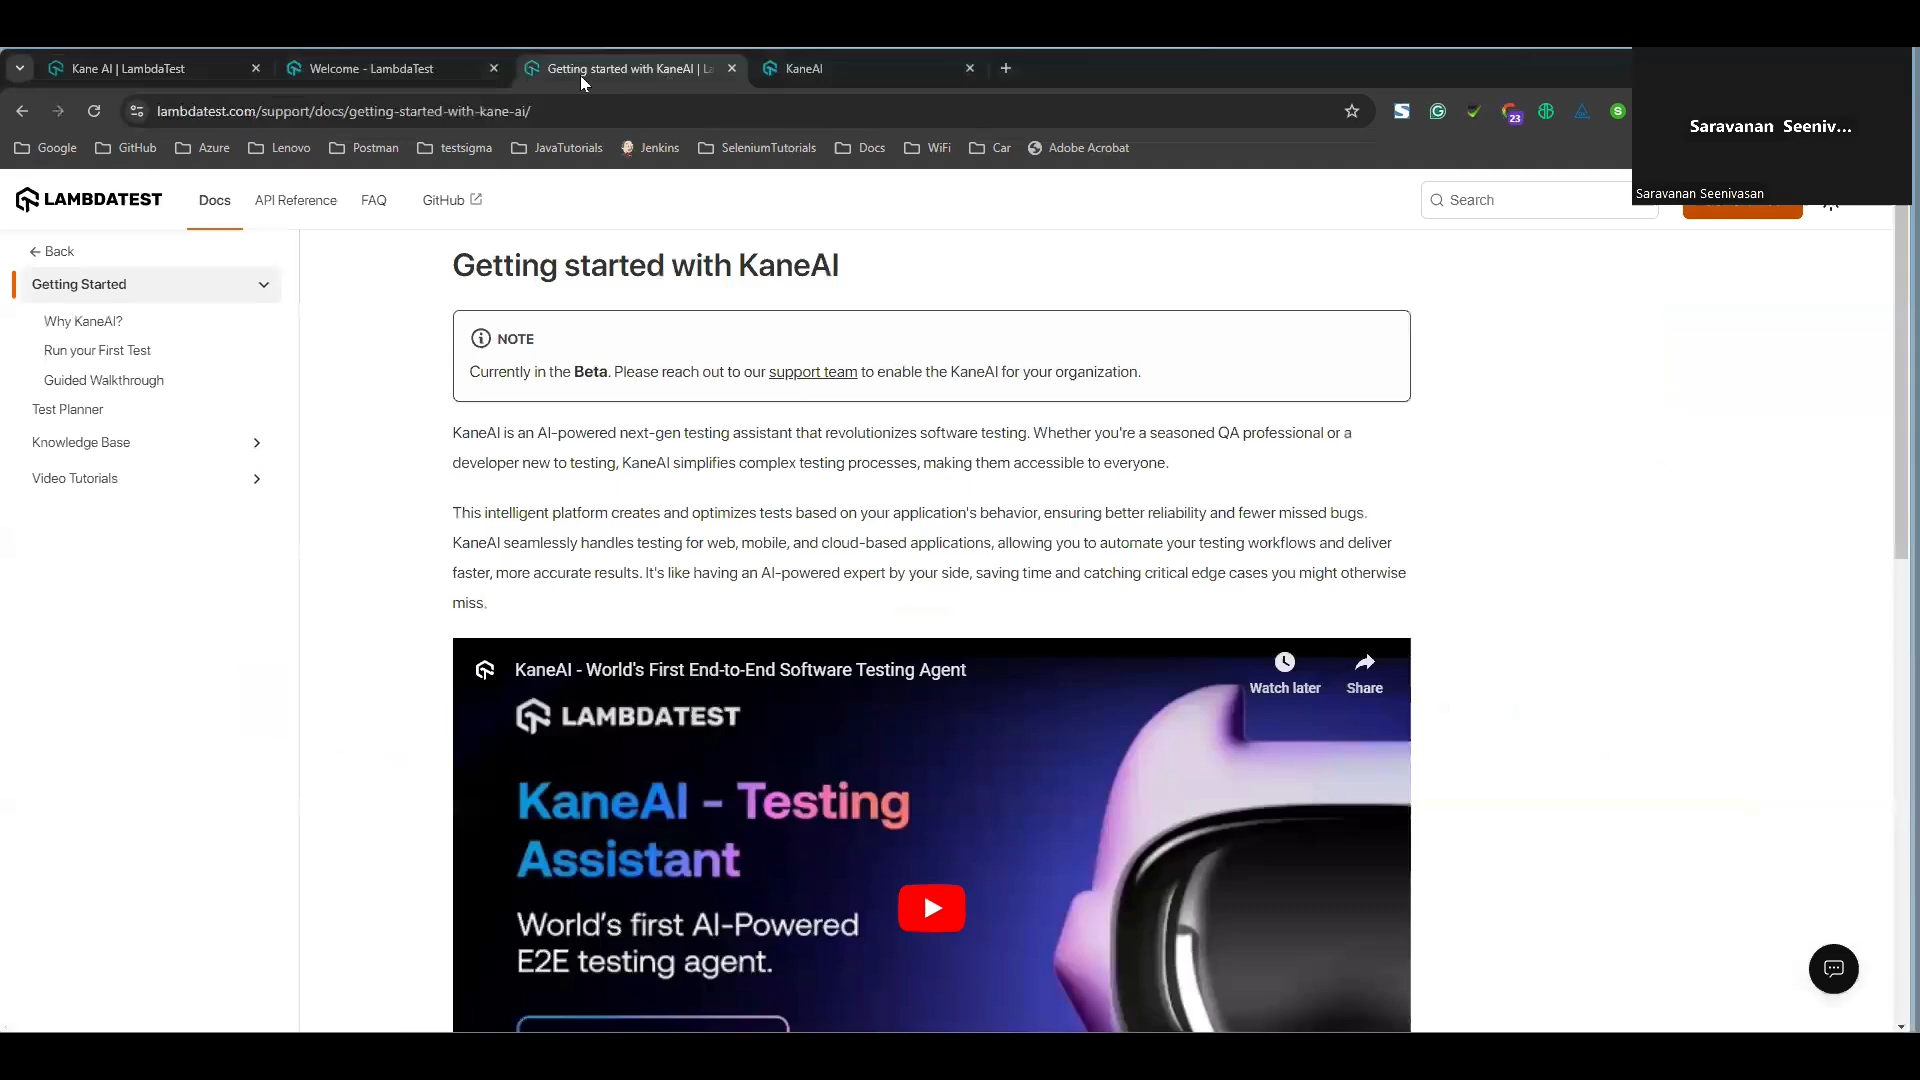 Kane AI | LambdaTest
Welcome - LambdaTest
Getting started with KaneAI | La
KaneAI
lambdatest.com/support/docs/getting-started-with-kane-ai/
23
Saravanan Seeniv...
Saravanan Seenivasan
Google
GitHub
Azure
Lenovo
Postman
testsigma
JavaTutorials
Jenkins
SeleniumTutorials
Docs
WiFi
Car
Adobe Acrobat
LAMBDATEST
Docs
API Reference
FAQ
GitHub
Search
Back
Getting Started
Why KaneAI?
Run your First Test
Guided Walkthrough
Test Planner
Knowledge Base
Video Tutorials
Getting started with KaneAI
NOTE
Currently in the Beta. Please reach out to our support team to enable the KaneAI for your organization.
KaneAI is an AI-powered next-gen testing assistant that revolutionizes software testing. Whether you're a seasoned QA professional or a
developer new to testing, KaneAI simplifies complex testing processes, making them accessible to everyone.
This intelligent platform creates and optimizes tests based on your application's behavior, ensuring better reliability and fewer missed bugs.
KaneAI seamlessly handles testing for web, mobile, and cloud-based applications, allowing you to automate your testing workflows and deliver
faster, more accurate results. It's like having an AI-powered expert by your side, saving time and catching critical edge cases you might otherwise
miss.
KaneAI - World's First End-to-End Software Testing Agent
Watch later
Share
LAMBDATEST
KaneAI - Testing
Assistant
World's first AI-Powered
E2E testing agent.